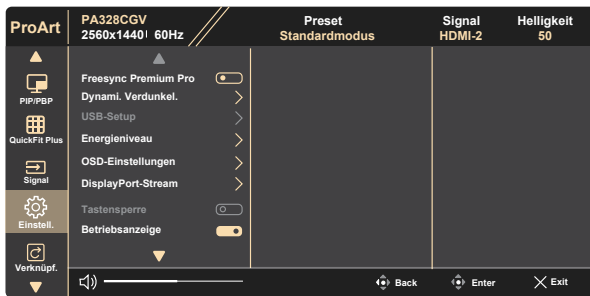 ProArt
PA328CGV
2560x1440 60Hz
Preset
Standardmodus
Signal
HDMI-2
Helligkeit
50
PIP/PBP
QuickFit Plus
Signal
Einstell.
Verknüpf.
Freesync Premium Pro
Dynami. Verdunkel.
USB-Setup
Energieniveau
OSD-Einstellungen
DisplayPort-Stream
Tastensperre
Betriebsanzeige
Back
Enter
Exit